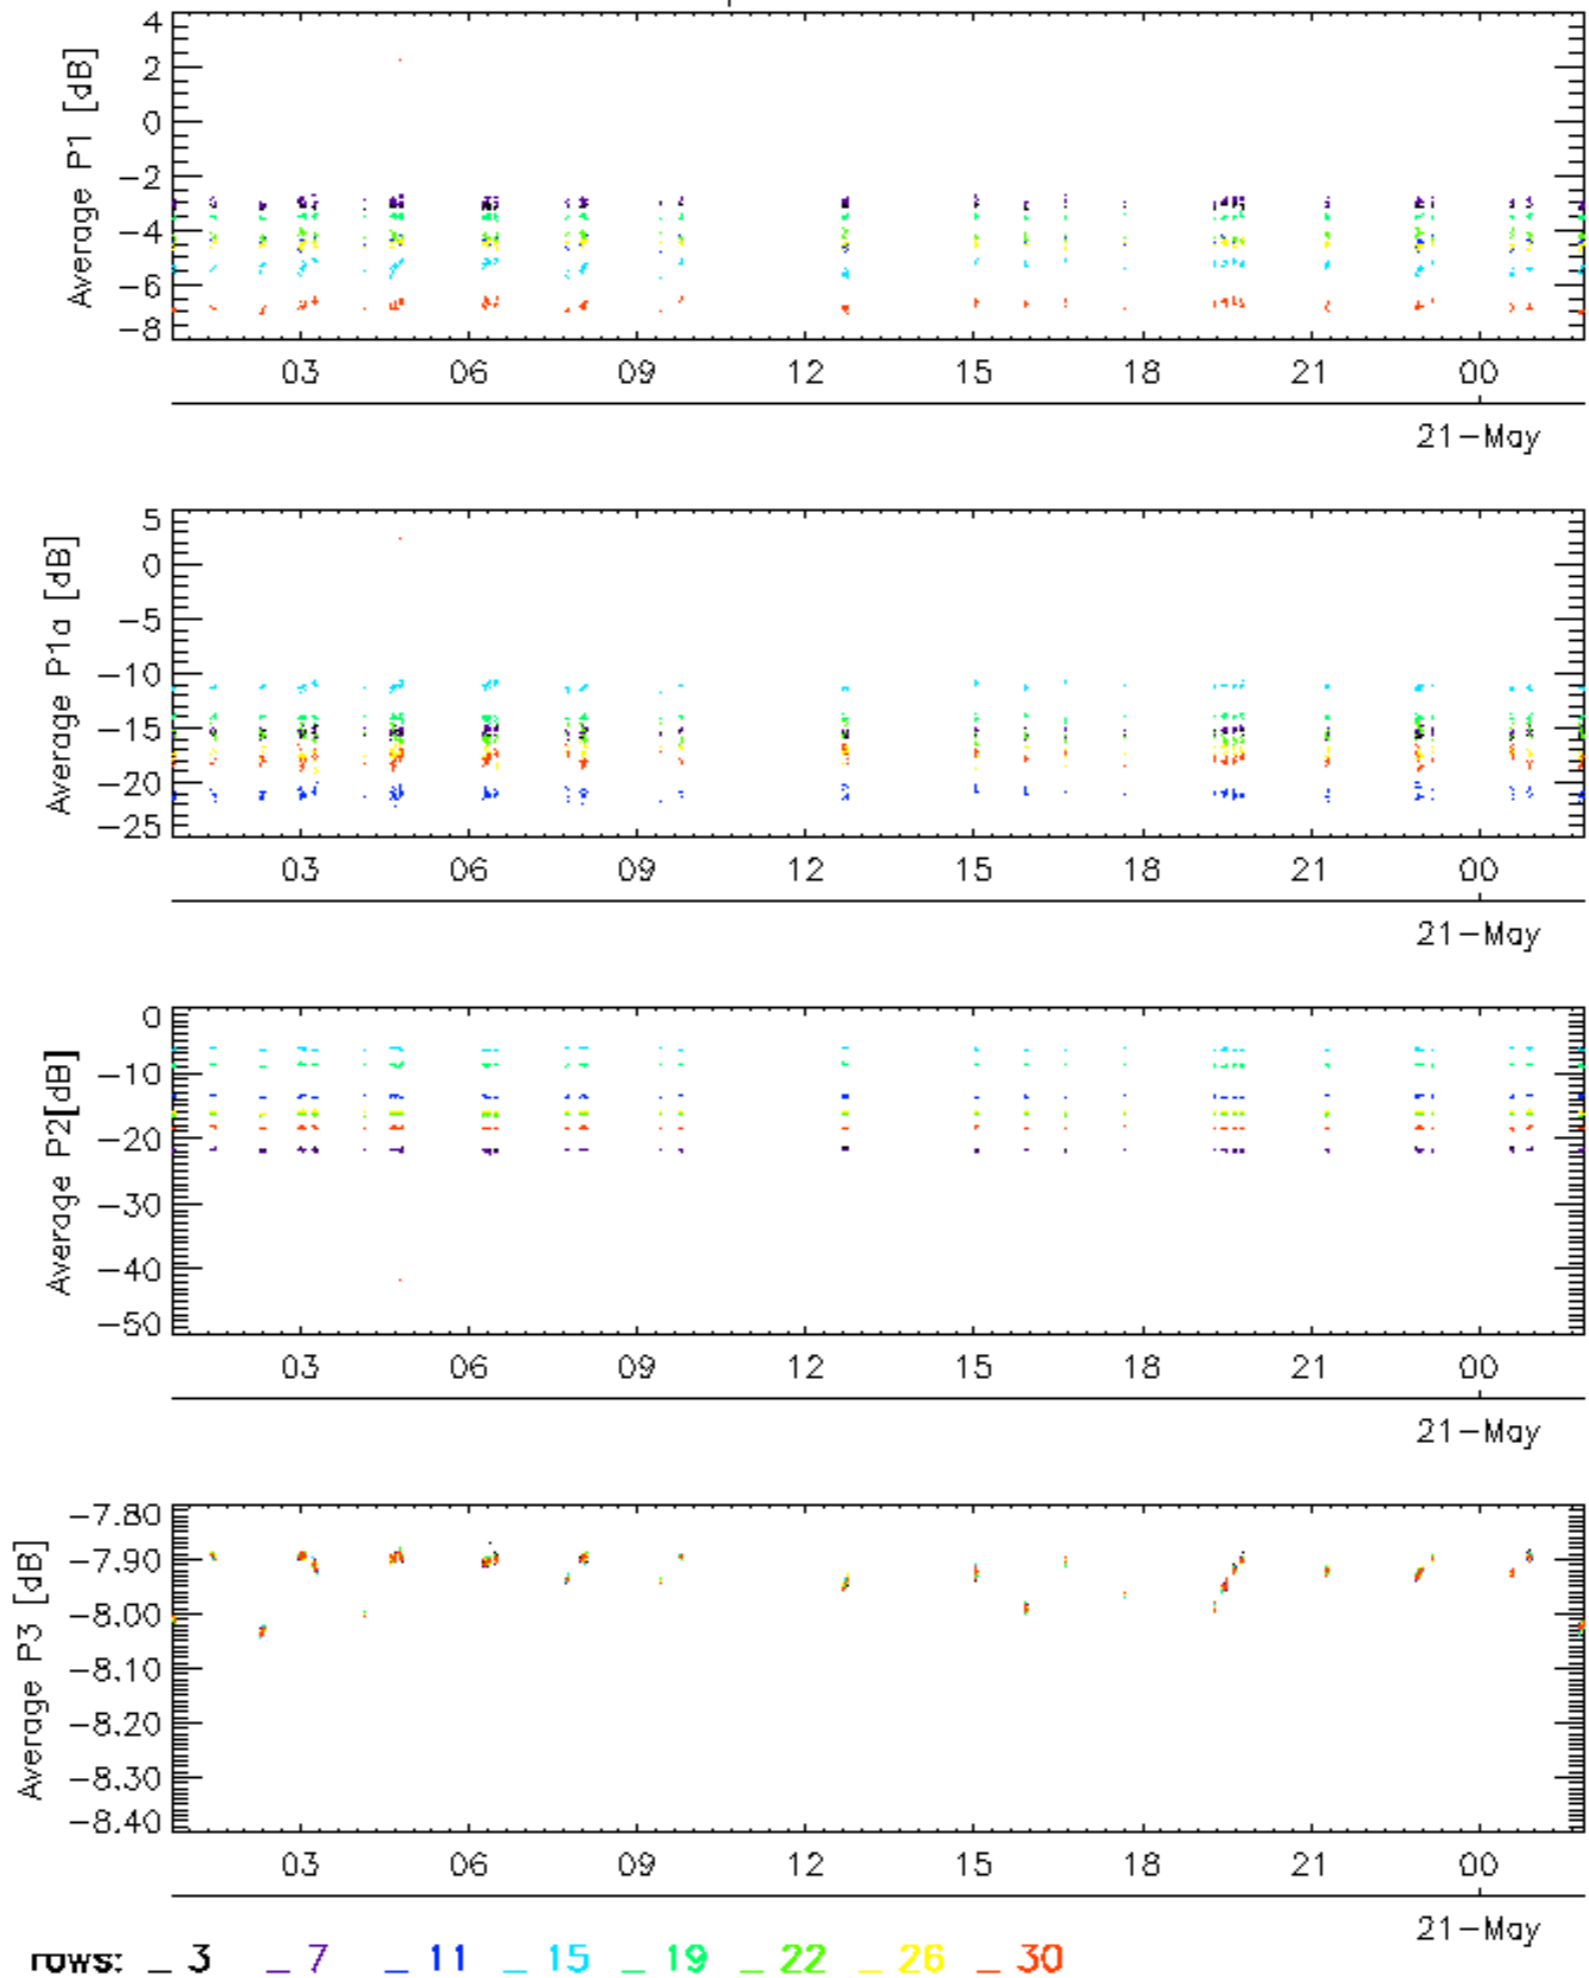 4
2
0
−2
−4
−6
−8
Average P1 [dB]
03 06 09 12 15 18 21 00
21−May
5
0
−5
−10
−15
−20
−25
Average P1a [dB]
03 06 09 12 15 18 21 00
21−May
0
−10
−20
−30
−40
−50
Average P2[dB]
03 06 09 12 15 18 21 00
21−May
−7.80
−7.90
−8.00
−8.10
−8.20
−8.30
−8.40
Average P3 [dB]
03 06 09 12 15 18 21 00
21−May
rows: _ 3 _ 7 _ 11 _ 15 _ 19 _ 22 _ 26 _ 30